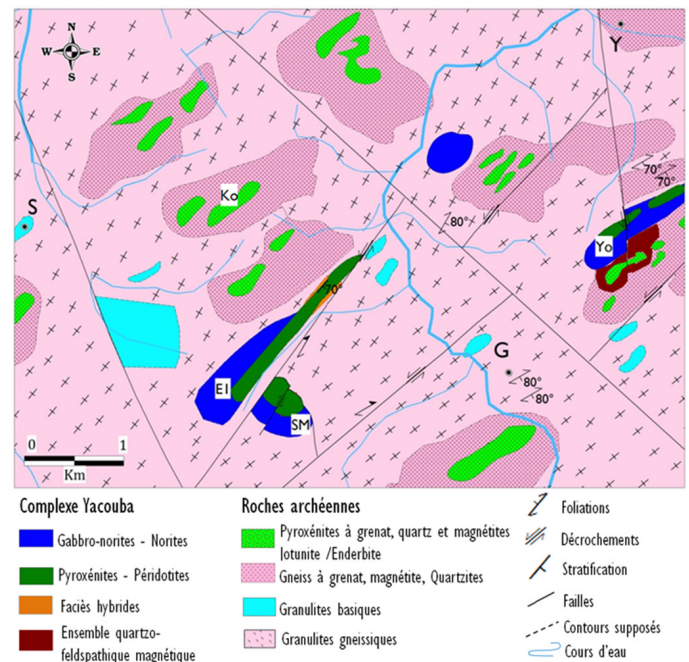 N
W E
S
Y
S
Ko
80°
70°
70°
Yo
70°
G
80°
80°
El
SM
0 1
Km
Complexe Yacouba
Gabbro-norites - Norites
Pyroxénites - Péridotites
Faciès hybrides
Ensemble quartzo-
feldspathique magnétique
Roches archéennes
Pyroxénites à grenat, quartz et magnétites
Jotunite /Enderbite
Gneiss à grenat, magnétite, Quartzites
Granulites basiques
Granulites gneissiques
Foliations
Décrochements
Stratification
Failles
Contours supposés
Cours d'eau